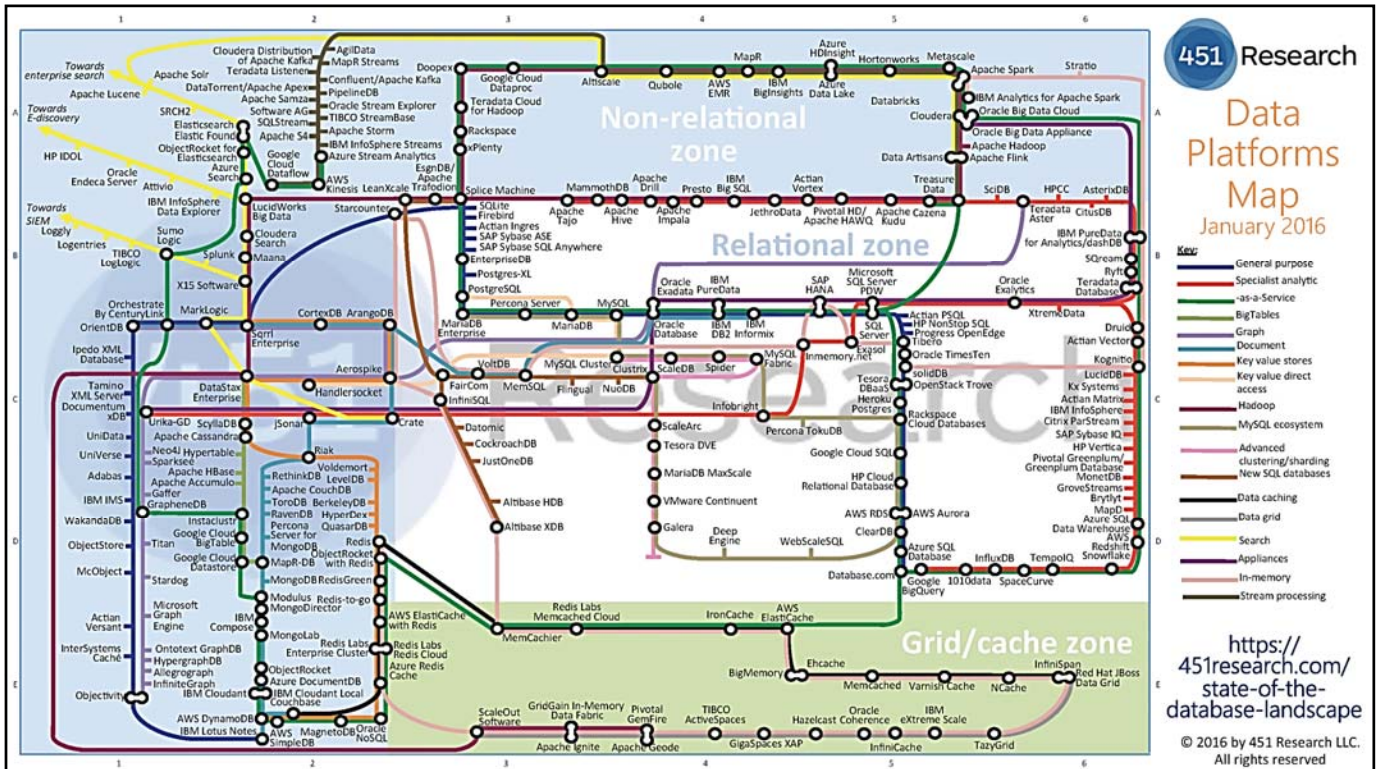 1 2 3 4 5 6
451 Research
Data
Platforms
Map
January 2016
Key:
General purpose
Specialist analytic
-as-a-Service
BigTables
Graph
Document
Key value stores
Key value direct
access
Hadoop
MySQL ecosystem
Advanced
clustering/sharding
New SQL databases
Data caching
Data grid
Search
Appliances
In-memory
Stream processing
https://
451research.com/
state-of-the-
database-landscape
© 2016 by 451 Research LLC.
All rights reserved
A
B
C
D
E
Non-relational
zone
Relational zone
Grid/cache zone
451 Research
Towards
enterprise search
Apache Solr
Apache Lucene
Towards
E-discovery
HP IDOL
Oracle
Endeca Server
Attivio
IBM InfoSphere
Data Explorer
Towards
SIEM
Loggly
Logentries
TIBCO
LogLogic
Sumo
Logic
Splunk
X15 Software
Maana
Cloudera
Search
LucidWorks
Big Data
SRCH2
Elasticsearch
Elastic Found
ObjectRocket for
Elasticsearch
Azure
Search
Google
Cloud
Dataflow
AWS
Kinesis
Cloudera Distribution
of Apache Kafka
Teradata Listener
DataTorrent/Apache Apex
Apache Samza
Software AG
SQLStream
Apache S4
AgilData
MapR Streams
Confluent/Apache Kafka
PipelineDB
Oracle Stream Explorer
TIBCO StreamBase
Apache Storm
IBM InfoSphere Streams
Azure Stream Analytics
Doopex
Google Cloud
Dataproc
Teradata Cloud
for Hadoop
Rackspace
xPlenty
Altiscale
Qubole
AWS
EMR
MapR
IBM
BigInsights
Azure
HDInsight
Azure
Data Lake
Hortonworks
Metascale
Apache Spark
Stratio
Databricks
IBM Analytics for Apache Spark
Cloudera
Oracle Big Data Cloud
Oracle Big Data Appliance
Apache Hadoop
Data Artisans
Apache Flink
LeanXcale
Starcounter
EsgnDB/
Apache
Trafodion
Splice Machine
MammothDB
Apache
Tajo
Apache
Hive
Apache
Drill
Apache
Impala
Presto
IBM
Big SQL
JethroData
Actian
Vortex
Pivotal HD/
Apache HAWQ
Apache
Kudu
Treasure
Data
Cazena
SciDB
Teradata
Aster
HPCC
CitusDB
AsterixDB
IBM PureData
for Analytics/dashDB
SQream
Ryft
Teradata
Database
SQLite
Firebird
Actian Ingres
SAP Sybase ASE
SAP Sybase SQL Anywhere
EnterpriseDB
Postgres-XL
PostgreSQL
MariaDB
Enterprise
Percona Server
MariaDB
MySQL
Oracle
Exadata
Oracle
Database
IBM
PureData
IBM
DB2
IBM
Informix
SAP
HANA
Microsoft
SQL Server
PDW
SQL
Server
Oracle
Exalytics
XtremeData
Actian PSQL
HP NonStop SQL
Progress OpenEdge
Tibero
Oracle TimesTen
solidDB
Exasol
Inmemory.net
Druid
Actian Vector
Kognitio
LucidDB
Kx Systems
Actian Matrix
IBM InfoSphere
Citrix ParStream
SAP Sybase IQ
HP Vertica
Pivotal Greenplum/
Greenplum Database
MonetDB
GroveStreams
Brytlyt
MapD
Azure SQL
Data Warehouse
AWS
Redshift
Snowflake
Orchestrate
By CenturyLink
OrientDB
MarkLogic
Sqrrl
Enterprise
CortexDB
ArangoDB
Ipedo XML
Database
Tamino
XML Server
Documentum
xDB
UniData
UniVerse
Adabas
IBM IMS
WakandaDB
ObjectStore
McObject
Actian
Versant
InterSystems
Caché
Objectivity
Aerospike
DataStax
Enterprise
Handlersocket
FairCom
InfiniSQL
VoltDB
MemSQL
MySQL Cluster
Clustrix
ScaleDB
Spider
MySQL
Fabric
Flingual
NuoDB
Urika-GD
ScyllaDB
Apache Cassandra
jSonar
Crate
Riak
Neo4J
Sparksee
Hypertable
Apache HBase
Apache Accumulo
Gaffer
GrapheneDB
Instaclustr
Titan
Google Cloud
BigTable
Google Cloud
Datastore
MapR-DB
Stardog
Microsoft
Graph
Engine
Ontotext GraphDB
HypergraphDB
Allegrograph
InfiniteGraph
RethinkDB
Apache CouchDB
ToroDB
RavenDB
Percona
Server for
MongoDB
MongoDB
Voldemort
LevelDB
BerkeleyDB
HyperDex
QuasarDB
Redis
ObjectRocket
with Redis
RedisGreen
Redis-to-go
AWS ElastiCache
with Redis
Redis Labs
Enterprise Cluster
Redis Labs
Redis Cloud
Azure Redis
Cache
Modulus
MongoDirector
IBM
Compose
MongoLab
ObjectRocket
Azure DocumentDB
IBM Cloudant
IBM Cloudant Local
Couchbase
AWS DynamoDB
IBM Lotus Notes
AWS
SimpleDB
MagnetoDB
Oracle
NoSQL
Datomic
CockroachDB
JustOneDB
Altibase HDB
Altibase XDB
Infobright
Percona TokuDB
ScaleArc
Tesora DVE
MariaDB MaxScale
VMware Continuent
Galera
Deep
Engine
WebScaleSQL
Tesora
DBaaS
OpenStack Trove
Heroku
Postgres
Rackspace
Cloud Databases
Google Cloud SQL
HP Cloud
Relational Database
AWS RDS
AWS Aurora
ClearDB
Azure SQL
Database
Database.com
Google
BigQuery
1010data
InfluxDB
SpaceCurve
TempoIQ
MemCachier
Redis Labs
Memcached Cloud
IronCache
AWS
ElastiCache
BigMemory
Ehcache
Memcached
Varnish Cache
NCache
InfiniSpan
Red Hat JBoss
Data Grid
ScaleOut
Software
GridGain In-Memory
Data Fabric
Apache Ignite
Pivotal
GemFire
Apache Geode
TIBCO
ActiveSpaces
GigaSpaces XAP
Hazelcast
Oracle
Coherence
InfiniCache
IBM
eXtreme Scale
TazyGrid
1 2 3 4 5 6